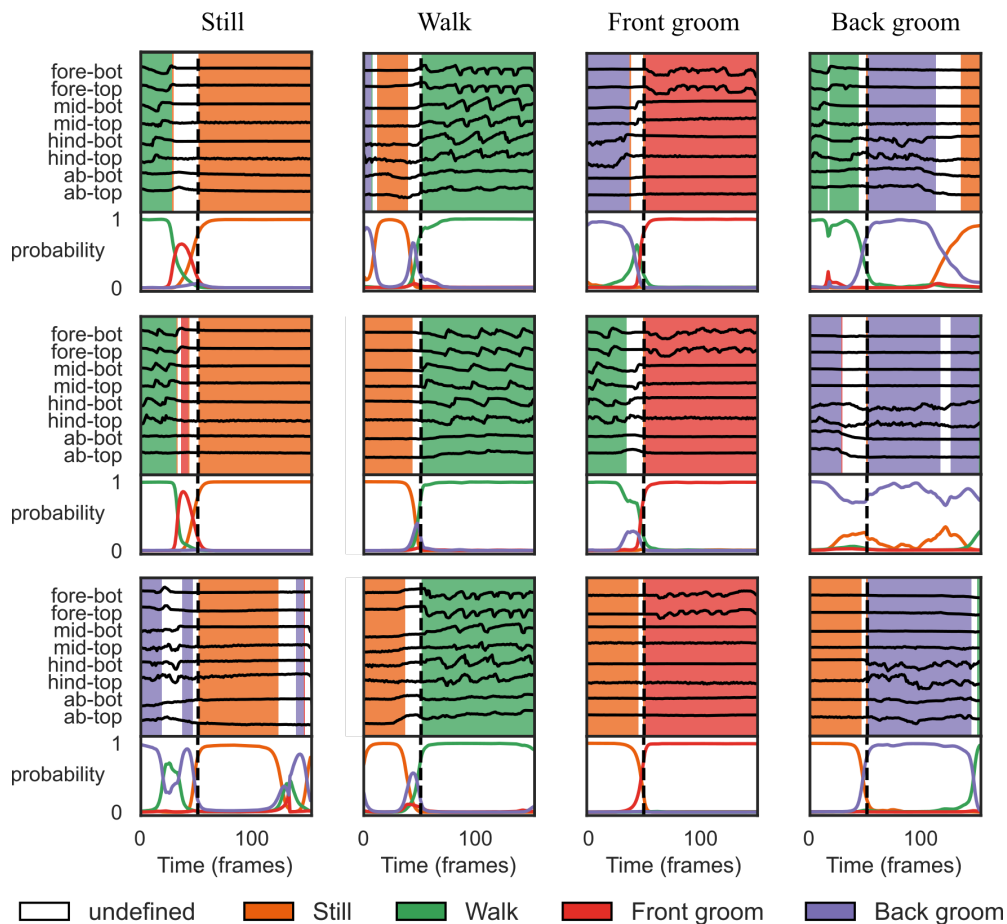 Still Walk Front groom Back groom
fore-bot
fore-top
mid-bot
mid-top
hind-bot
hind-top
ab-bot
ab-top
1
probability
0
fore-bot
fore-top
mid-bot
mid-top
hind-bot
hind-top
ab-bot
ab-top
1
probability
0
fore-bot
fore-top
mid-bot
mid-top
hind-bot
hind-top
ab-bot
ab-top
1
probability
0
0 100 0 100 0 100 0 100
Time (frames) Time (frames) Time (frames) Time (frames)
undefined Still Walk Front groom Back groom